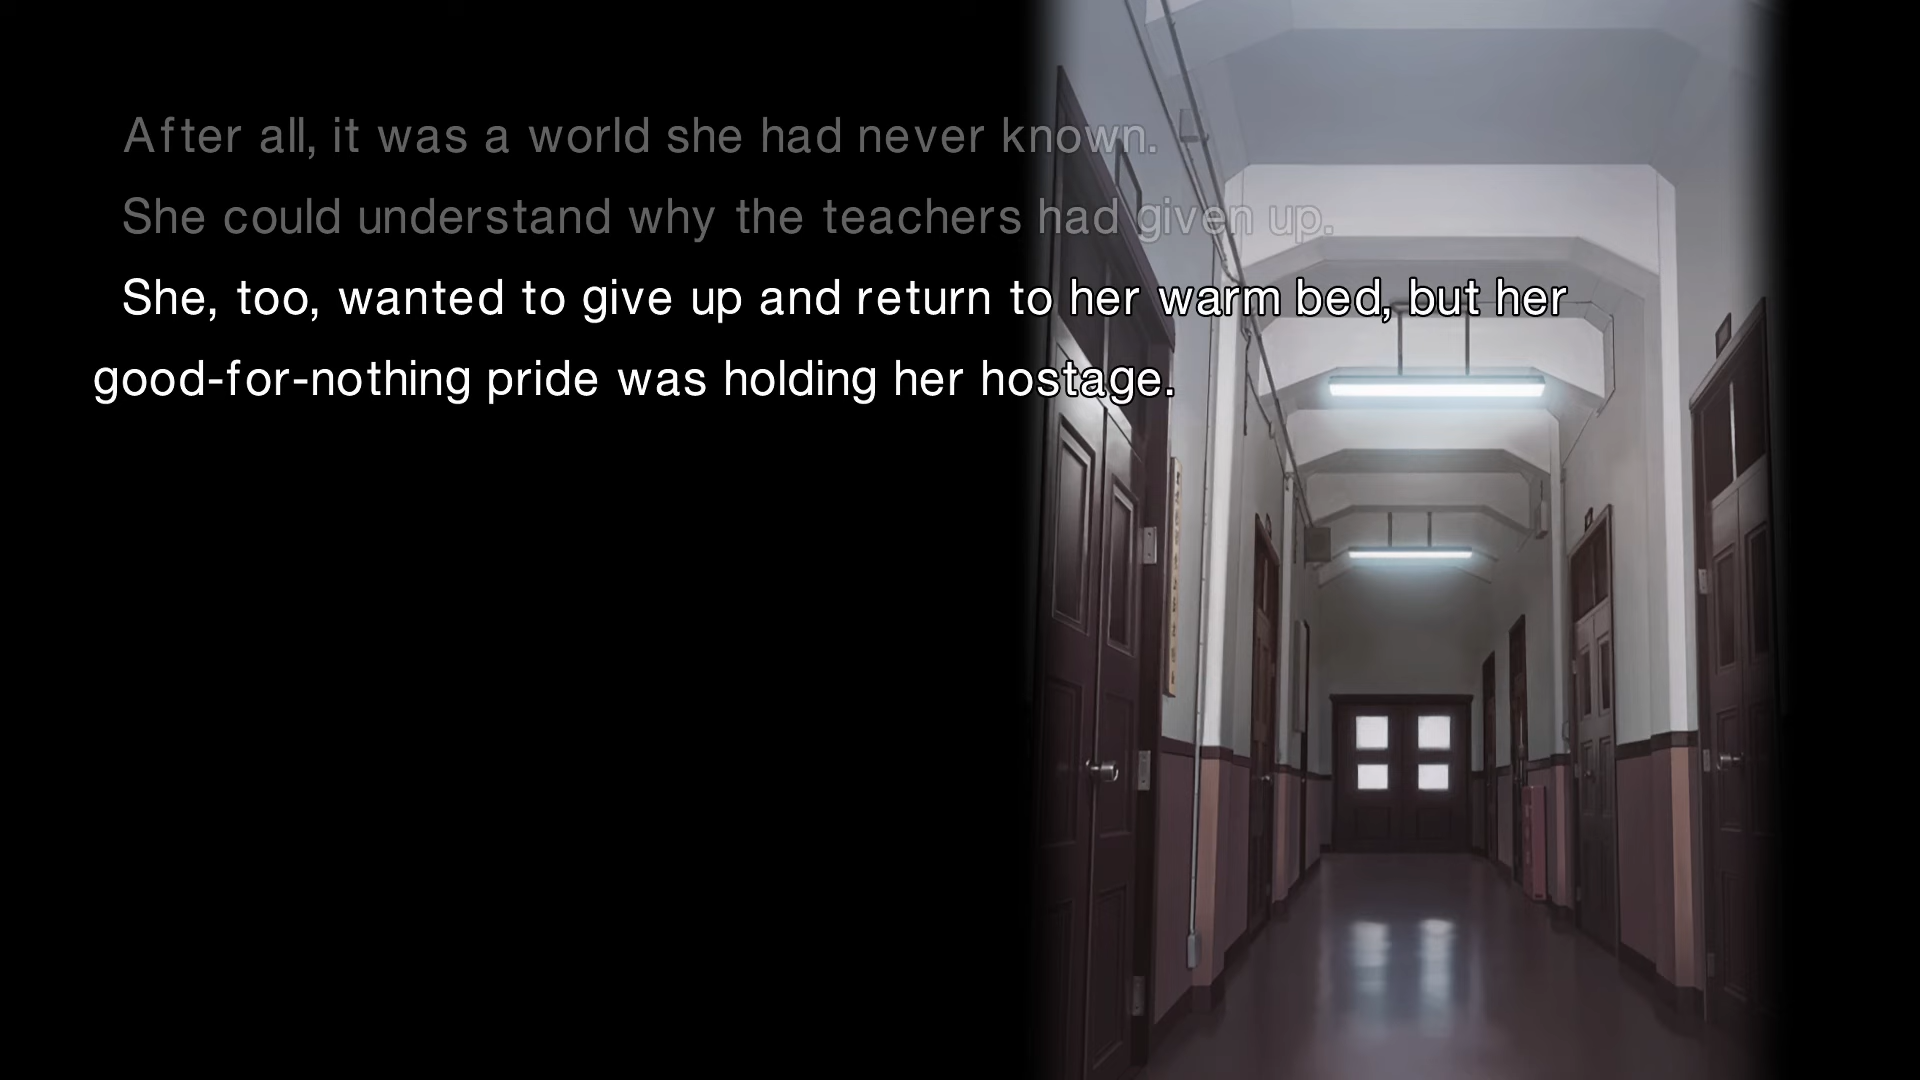 After all, it was a world she had never known.
She could understand why the teachers had given up.
She, too, wanted to give up and return to her warm bed, but her
good-for-nothing pride was holding her hostage.